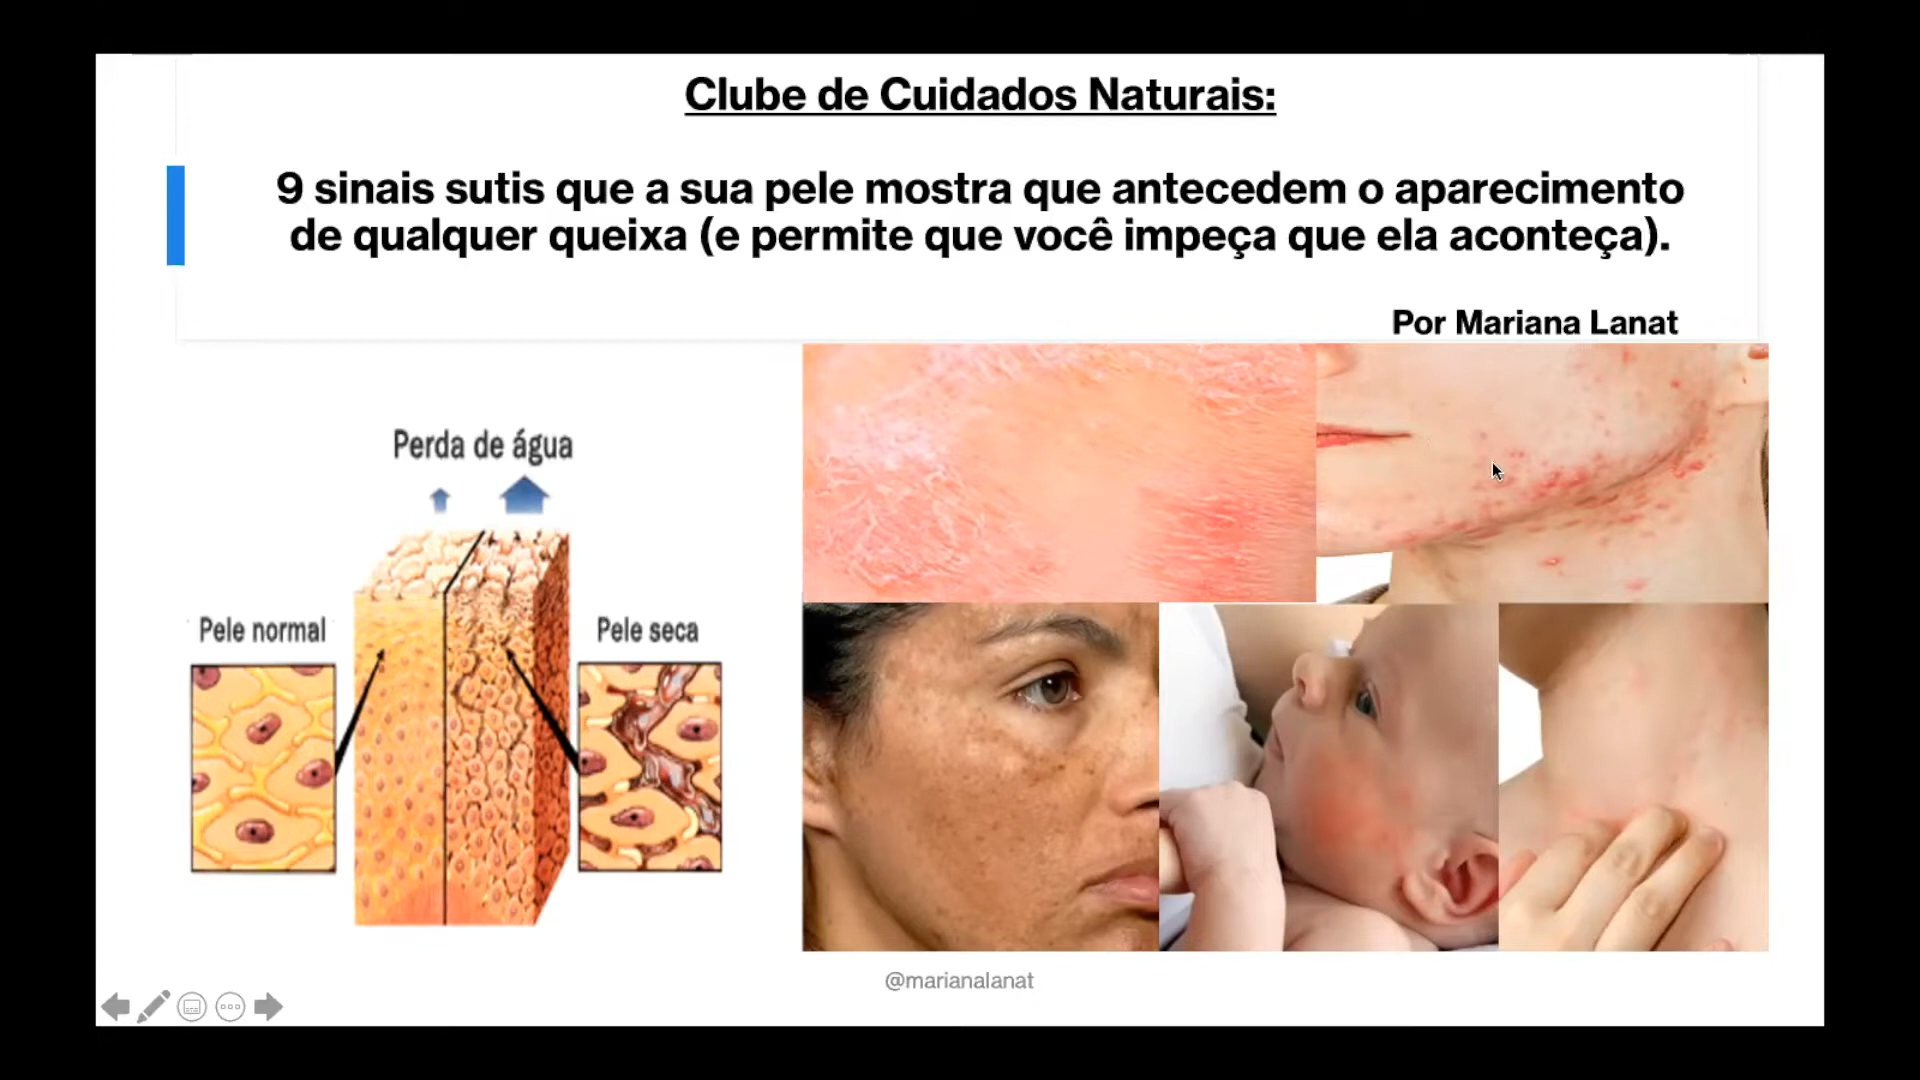 Clube de Cuidados Naturais:
9 sinais sutis que a sua pele mostra que antecedem o aparecimento
de qualquer queixa (e permite que você impeça que ela aconteça).
Por Mariana Lanat
Perda de água
Pele normal
Pele seca
@marianalanat